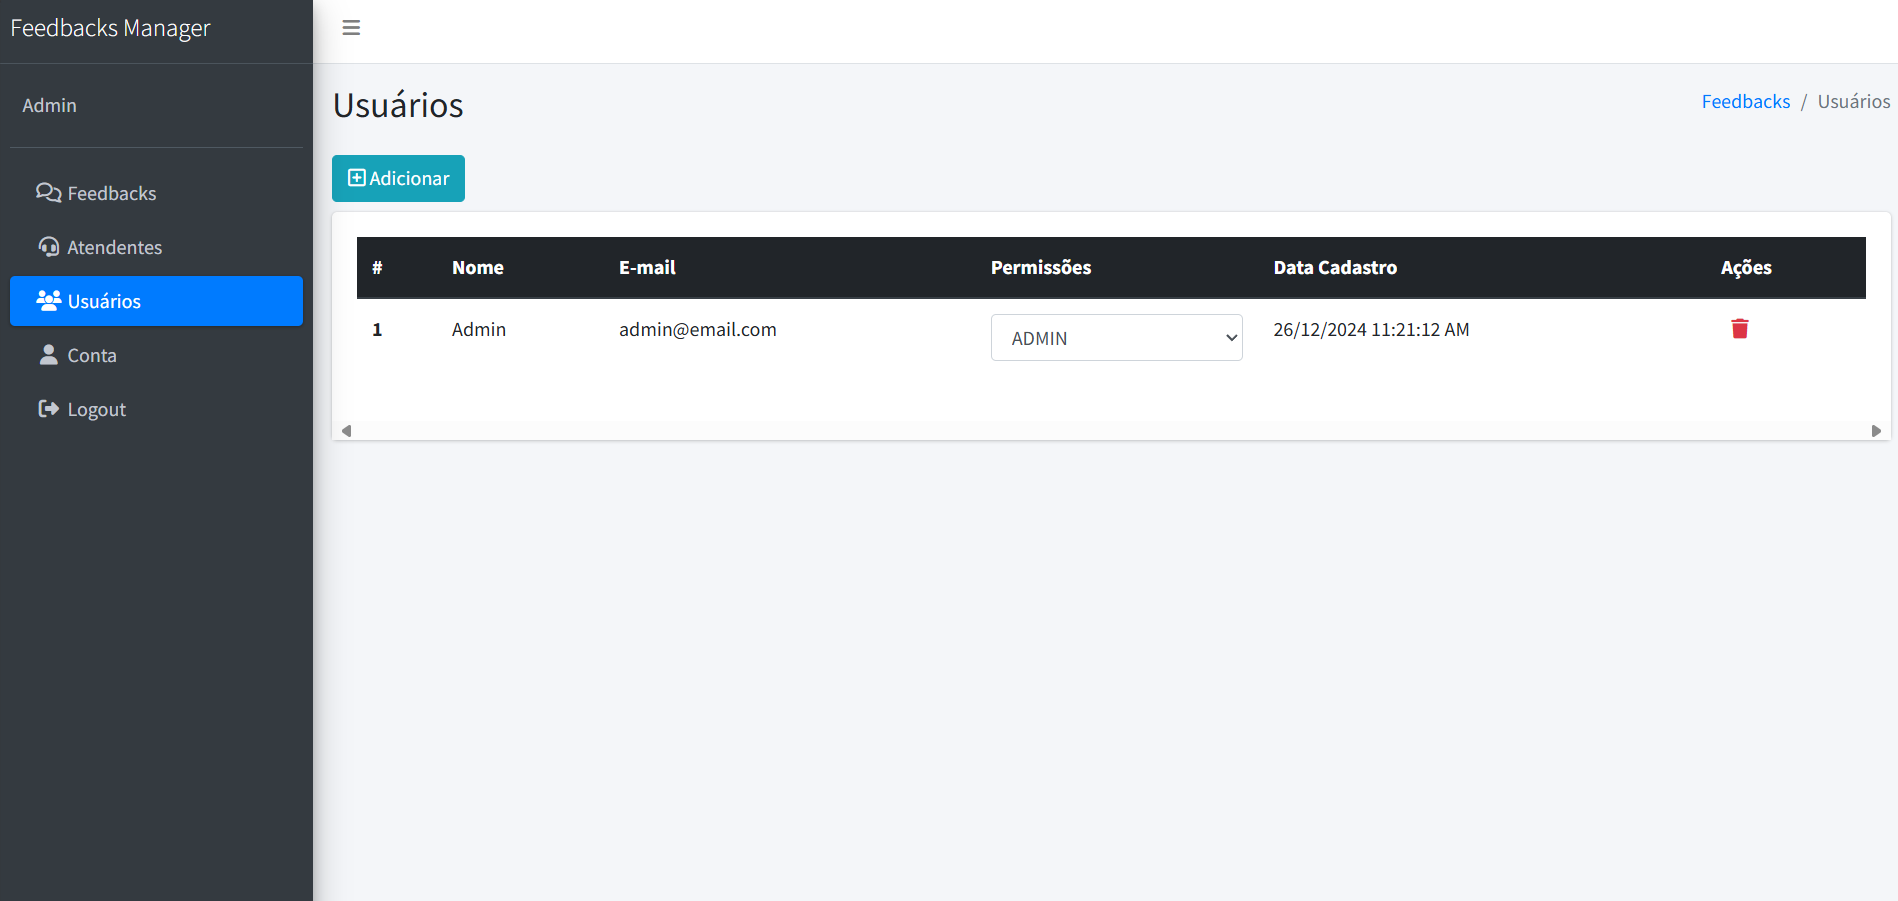 Feedbacks Manager
Admin
Feedbacks
Atendentes
Usuários
Conta
Logout
Usuários
Feedbacks / Usuários
Adicionar
# Nome E-mail Permissões Data Cadastro Ações
1 Admin admin@email.com ADMIN 26/12/2024 11:21:12 AM